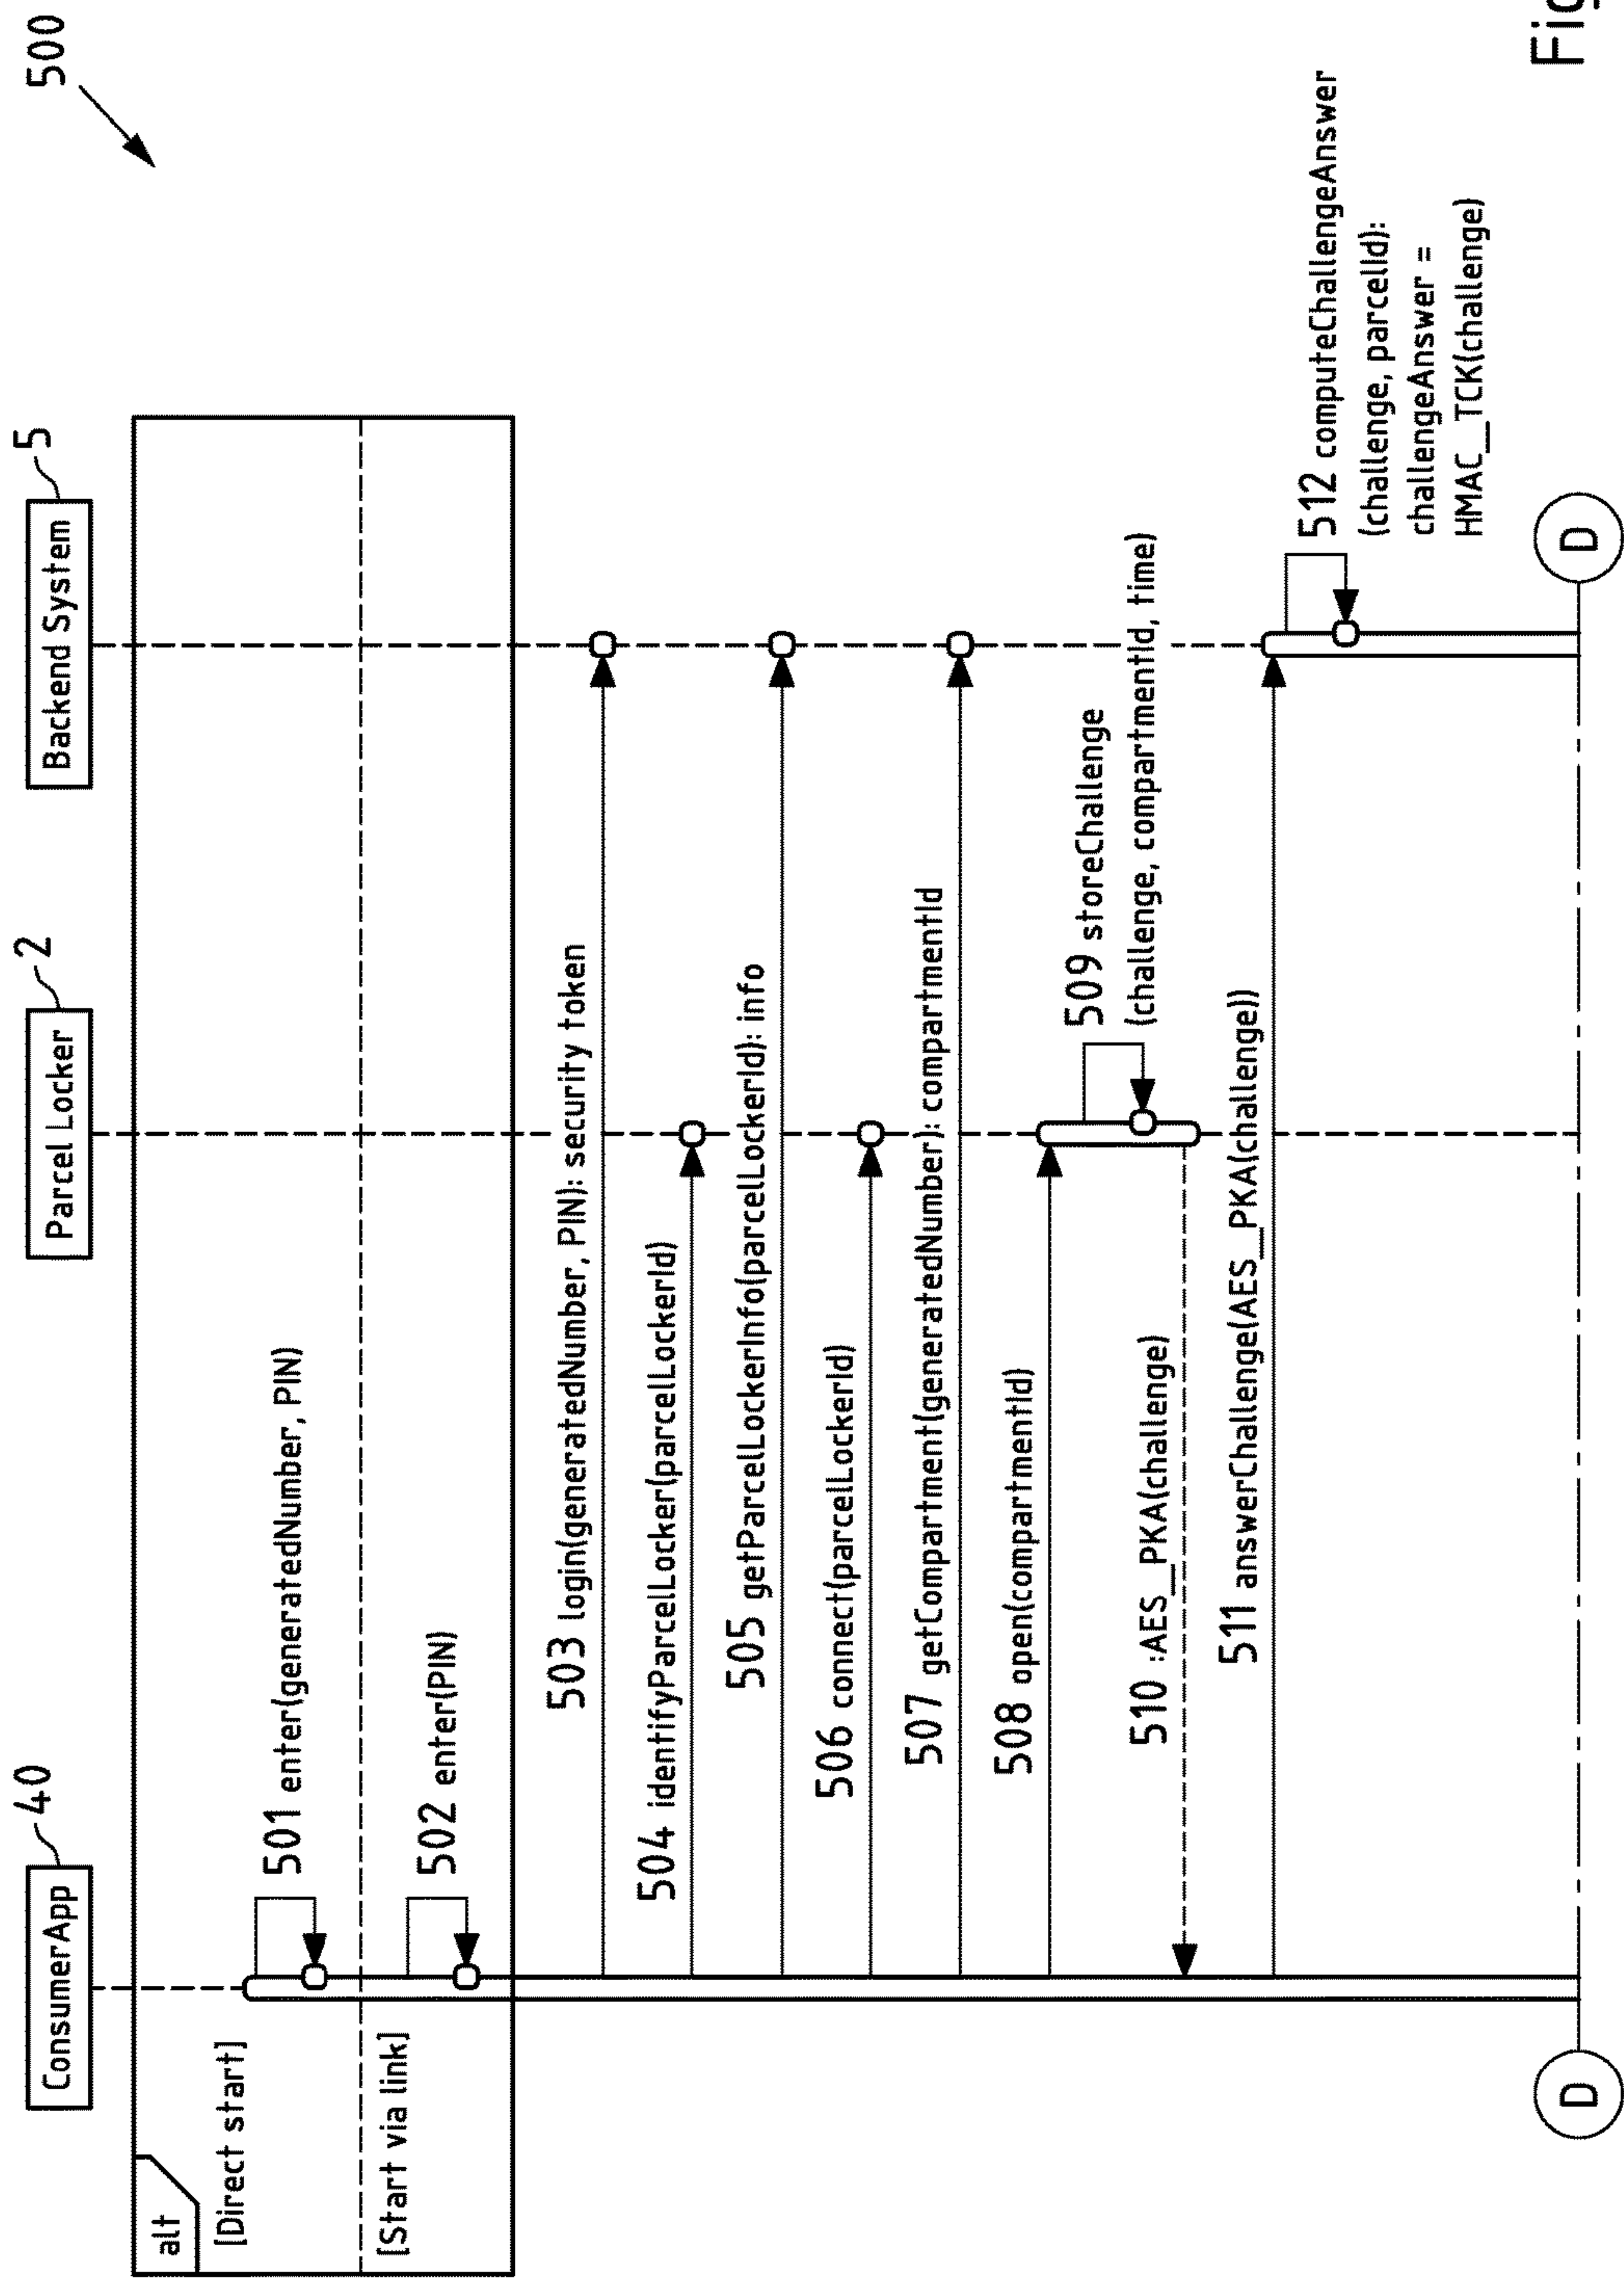 500
ConsumerApp
40
Parcel Locker
2
Backend System
5
alt
[Direct start]
501 enter(generatedNumber, PIN)
[Start via link]
502 enter(PIN)
503 login(generatedNumber, PIN): security token
504 identifyParcelLocker(parcelLockerId)
505 getParcelLockerInfo(parcelLockerId): info
506 connect(parcelLockerId)
507 getCompartment(generatedNumber): compartmentId
508 open(compartmentId)
509 storeChallenge
(challenge, compartmentId, time)
510 :AES_PKA(challenge)
511 answerChallenge(AES_PKA(challenge))
512 computeChallengeAnswer
(challenge, parcelId):
challengeAnswer =
HMAC_TCK(challenge)
D
D